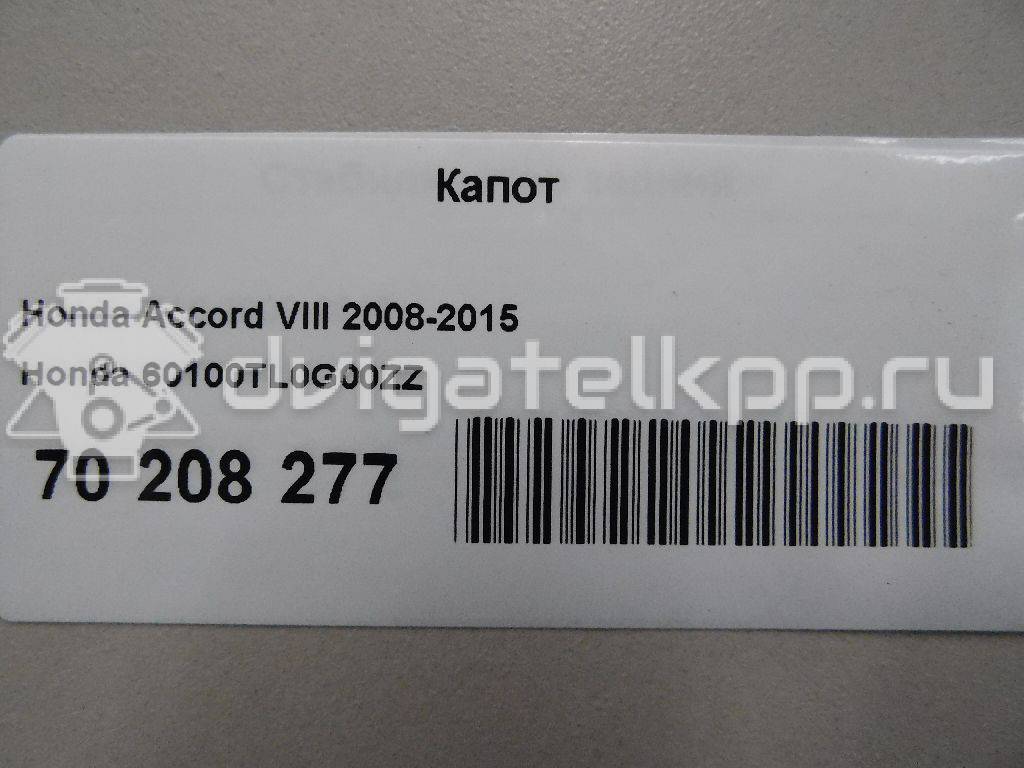 Капот
Honda Accord VIII 2008-2015
Honda 60100TL0G00ZZ
dvigatelkpp.ru
70 208 277